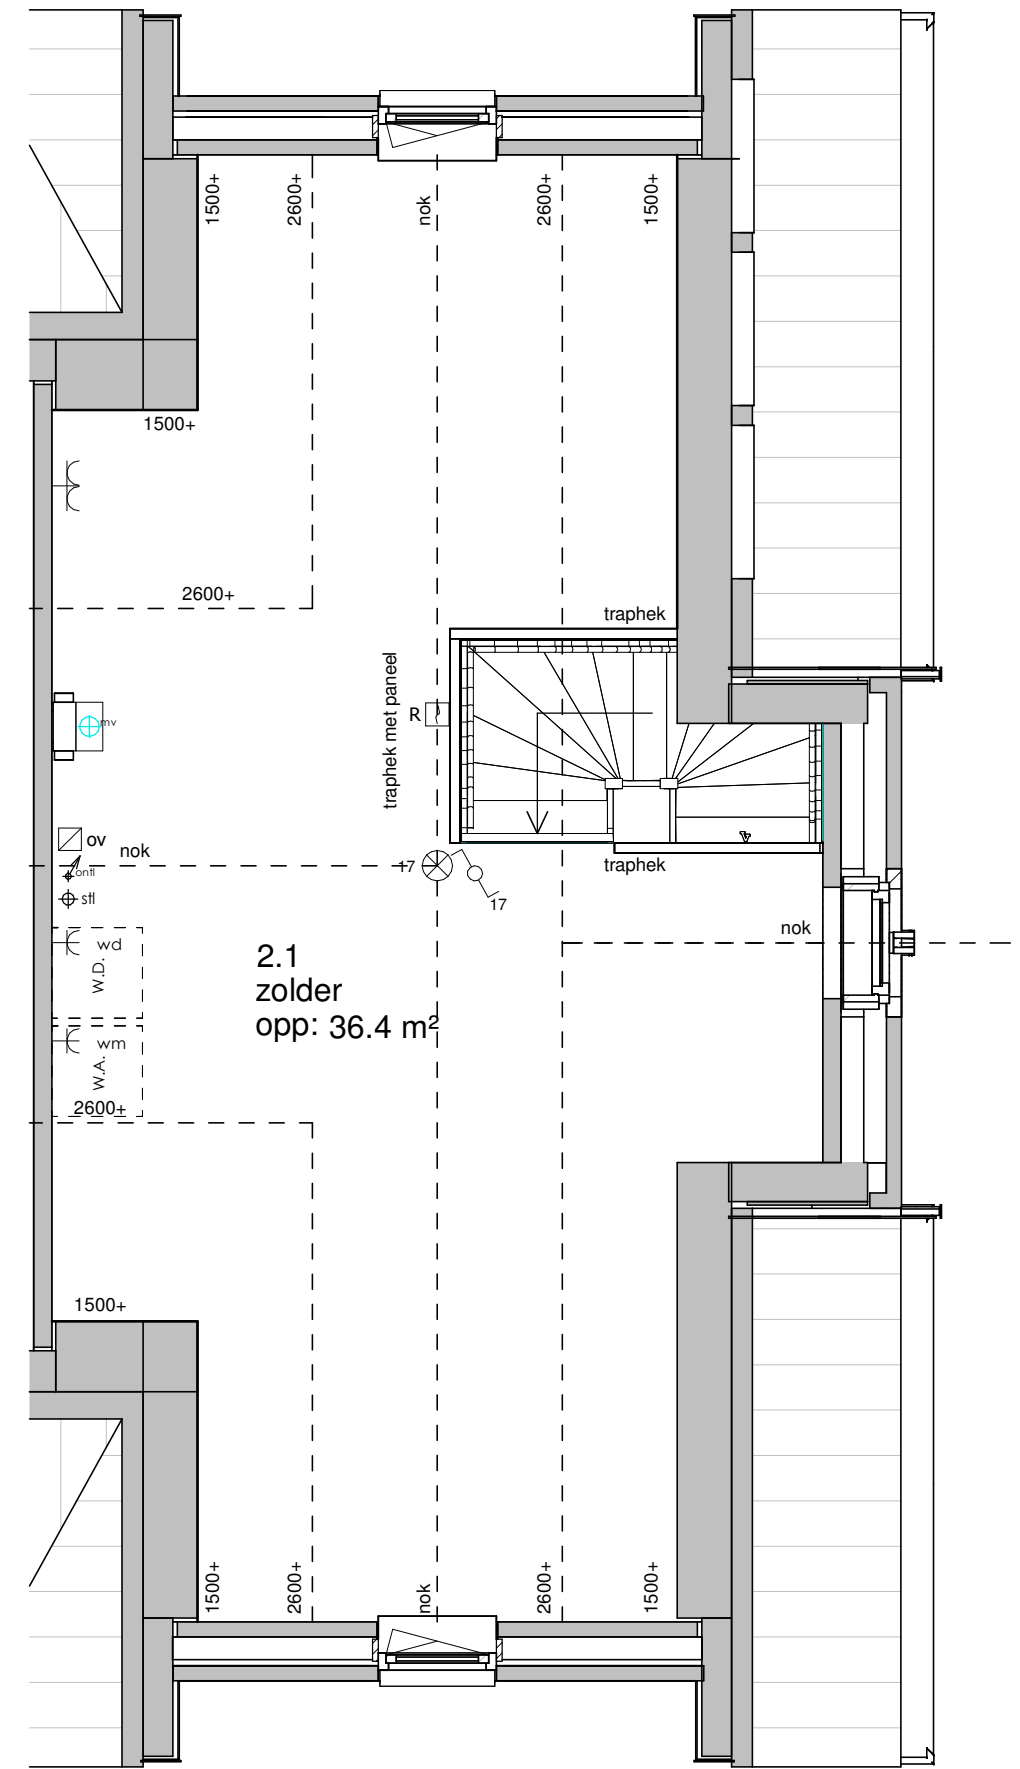 1500+
2600+
nok
2600+
1500+
1500+
2600+
traphek
traphek met paneel
R
mv
ov
nok
ontl
stl
17
traphek
17
wd
W.D.
nok
2.1
zolder
opp: 36.4 m²
wm
W.A.
2600+
1500+
1500+
2600+
nok
2600+
1500+